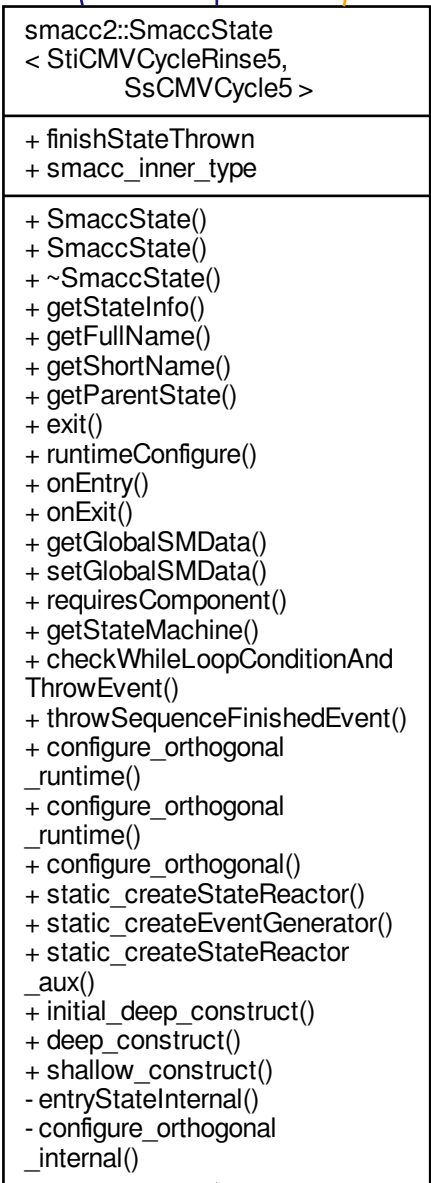 smacc2::SmaccState
< StiCMVCycleRinse5,
SsCMVCycle5 >
+ finishStateThrown
+ smacc_inner_type
+ SmaccState()
+ SmaccState()
+ ~SmaccState()
+ getStateInfo()
+ getFullName()
+ getShortName()
+ getParentState()
+ exit()
+ runtimeConfigure()
+ onEntry()
+ onExit()
+ getGlobalSMData()
+ setGlobalSMData()
+ requiresComponent()
+ getStateMachine()
+ checkWhileLoopConditionAnd
ThrowEvent()
+ throwSequenceFinishedEvent()
+ configure_orthogonal
_runtime()
+ configure_orthogonal
_runtime()
+ configure_orthogonal()
+ static_createStateReactor()
+ static_createEventGenerator()
+ static_createStateReactor
_aux()
+ initial_deep_construct()
+ deep_construct()
+ shallow_construct()
- entryStateInternal()
- configure_orthogonal
_internal()